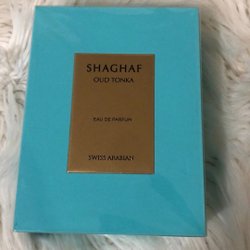 SHAGHAF
OUD TONKA
EAU DE PARFUM
SWISS ARABIAN